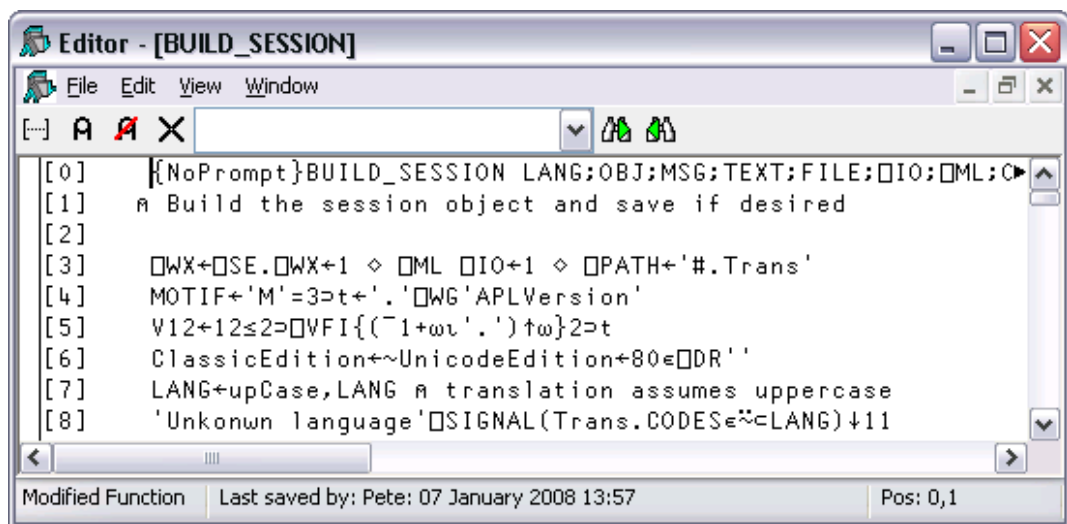 Editor - [BUILD_SESSION]
File Edit View Window
[0] {NoPrompt}BUILD_SESSION LANG;OBJ;MSG;TEXT;FILE;⎕IO;⎕ML;C
[1] ⍝ Build the session object and save if desired
[2]
[3] ⎕WX←⎕SE.⎕WX←1 ⋄ ⎕ML ⎕IO←1 ⋄ ⎕PATH←'#.Trans'
[4] MOTIF←'M'=3⊃t←'.'⎕WG'APLVersion'
[5] V12←12≤2⊃⎕VFI{(¯1+⍵⍳'.')↑⍵}2⊃t
[6] ClassicEdition←~UnicodeEdition←80∊⎕DR''
[7] LANG←upCase,LANG ⍝ translation assumes uppercase
[8] 'Unkonwn language'⎕SIGNAL(Trans.CODES∊⍨⊂LANG)↓11
Modified Function Last saved by: Pete: 07 January 2008 13:57 Pos: 0,1